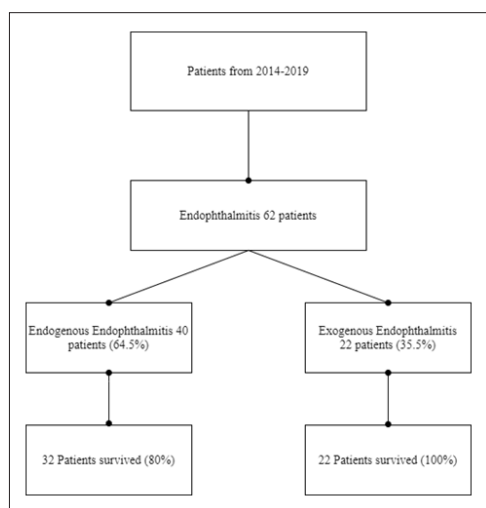 Patients from 2014-2019
Endophthalmitis 62 patients
Endogenous Endophthalmitis 40
patients (64.5%)
Exogenous Endophthalmitis
22 patients (35.5%)
32 Patients survived (80%)
22 Patients survived (100%)